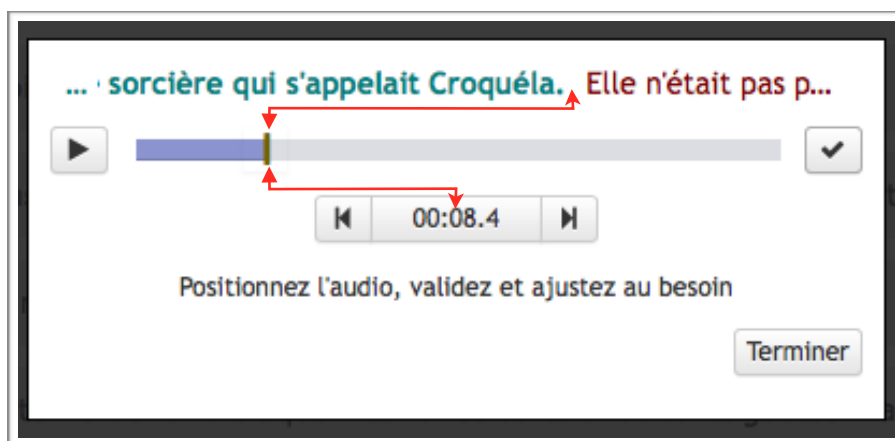 ... sorcière qui s'appelait Croquéla. Elle n'était pas p...
00:08.4
Positionnez l'audio, validez et ajustez au besoin
Terminer